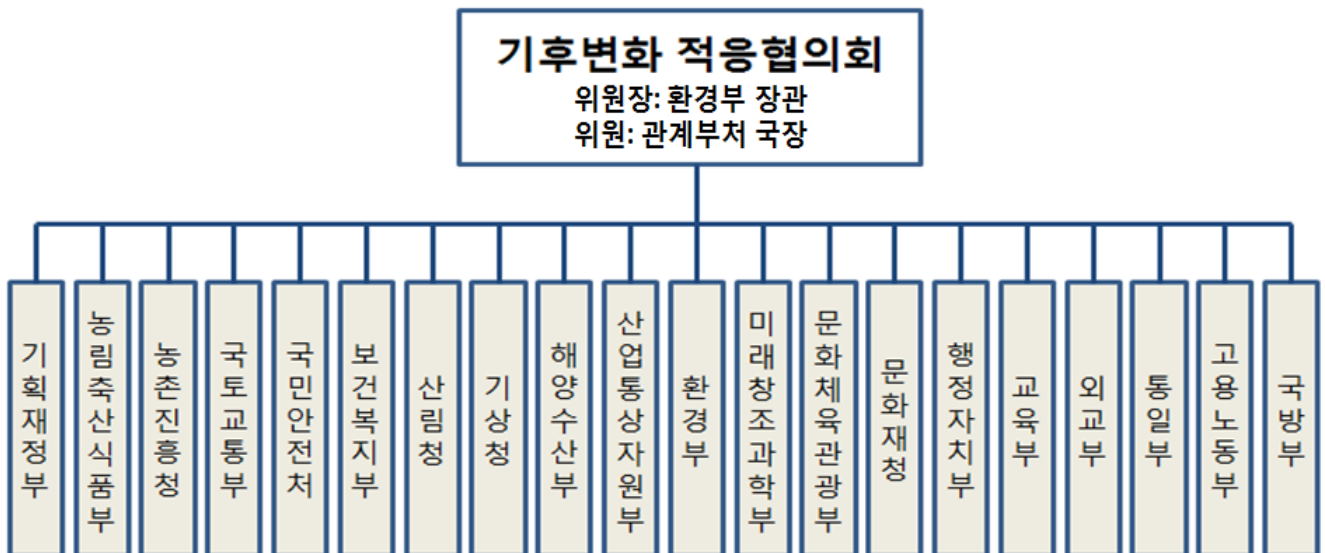 기후변화 적응협의회
위원장: 환경부 장관
위원: 관계부처 국장
기획재정부
농림축산식품부
농촌진흥청
국토교통부
국민안전처
보건복지부
산림청
기상청
해양수산부
산업통상자원부
환경부
미래창조과학부
문화체육관광부
문화재청
행정자치부
교육부
외교부
통일부
고용노동부
국방부